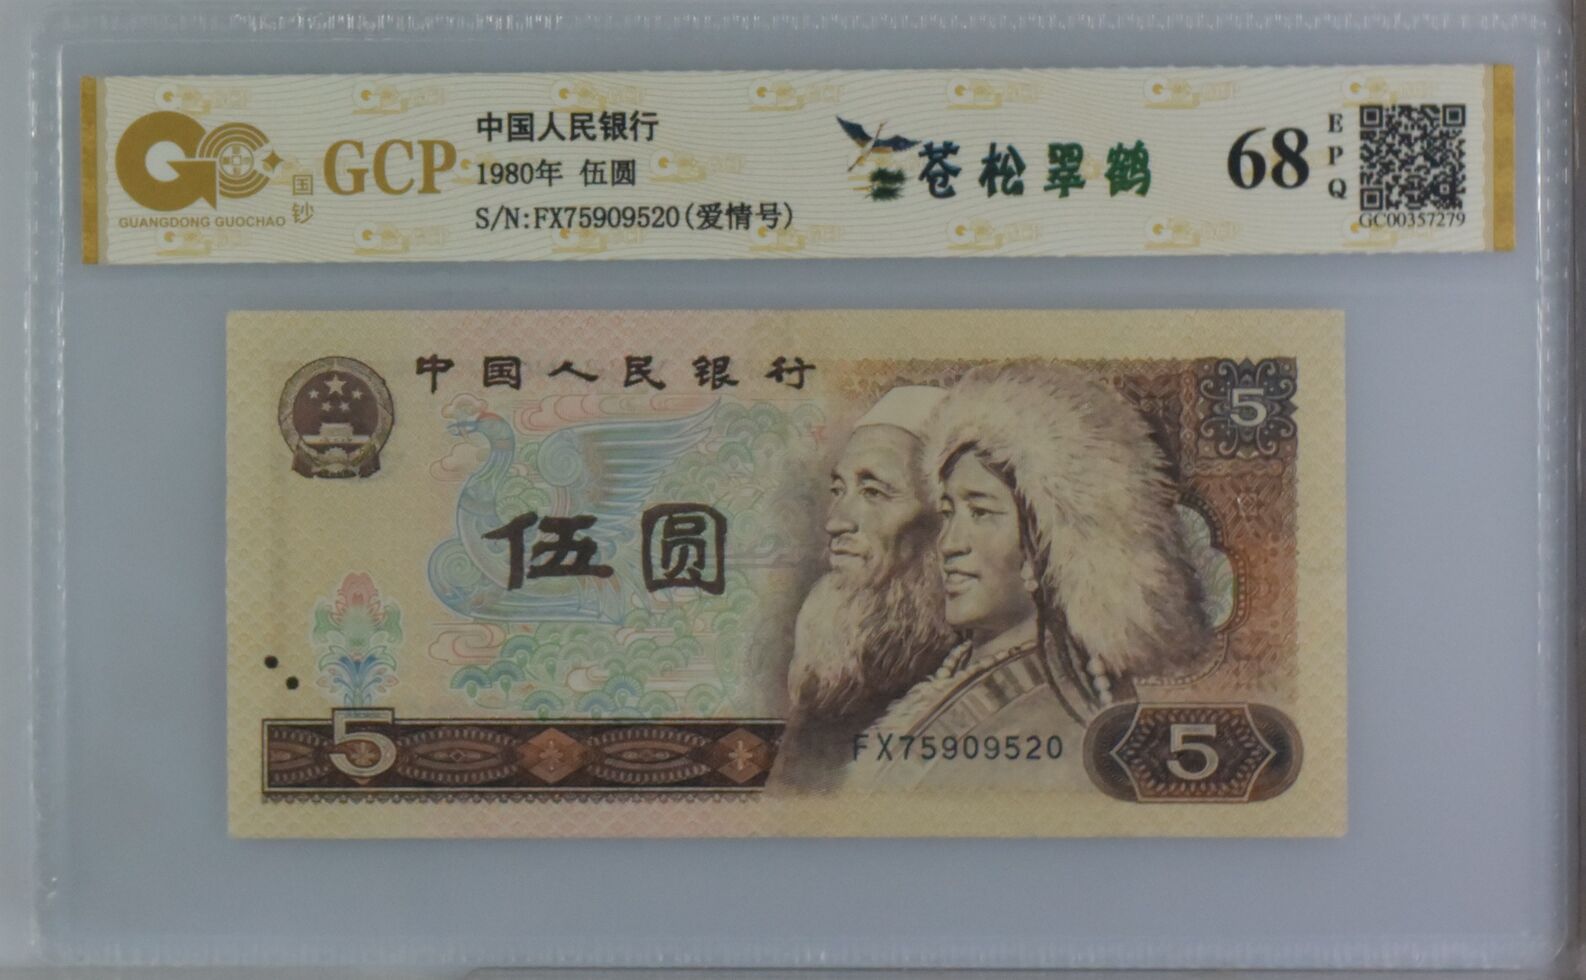 GCP
国钞
GUANGDONG GUOCHAO
中国人民银行
1980年 伍圆
S/N:FX75909520(爱情号)
苍松翠鹤
68
EPQ
GC00357279
中国人民银行
5
伍圆
5
FX75909520
5